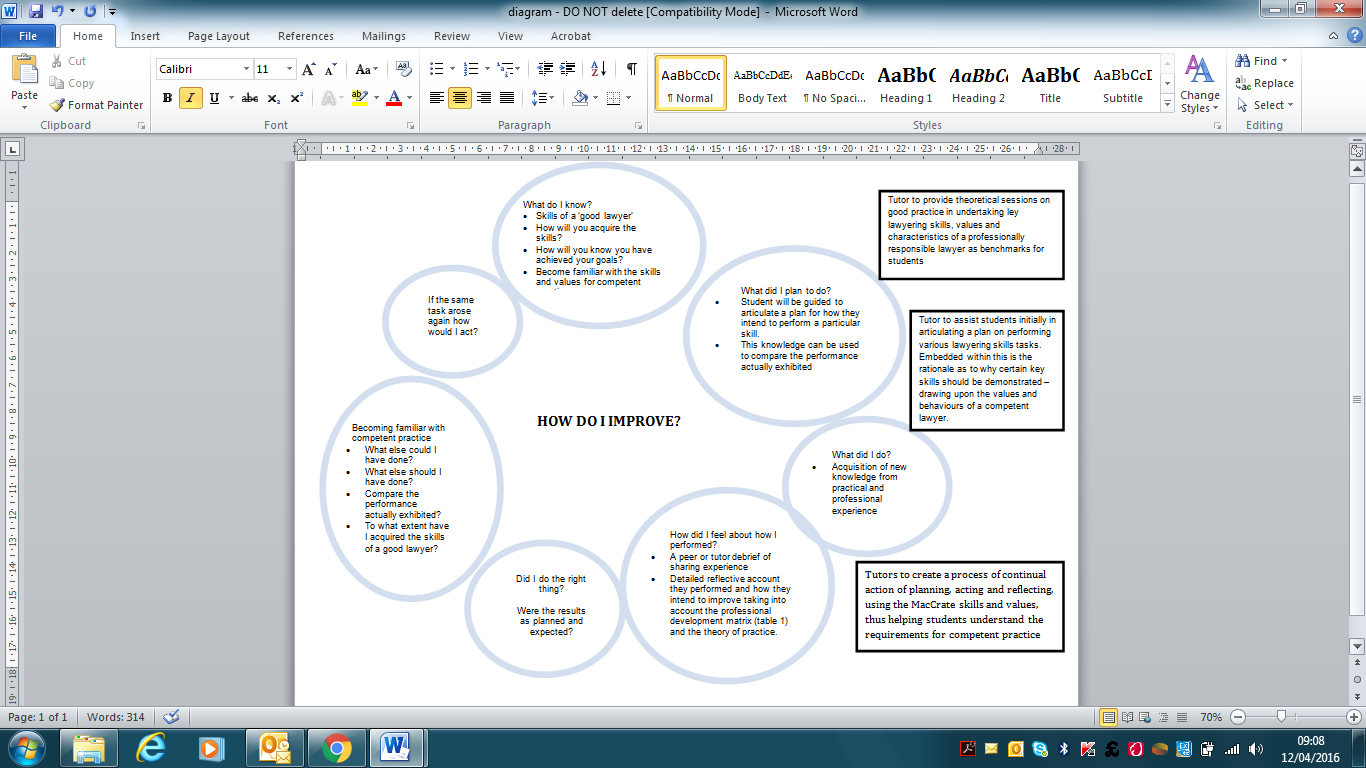 diagram - DO NOT delete [Compatibility Mode] - Microsoft Word
File Home Insert Page Layout References Mailings Review View Acrobat
Paste
Cut
Copy
Format Painter
Clipboard
Calibri 11
Font
Paragraph
AaBbCcDc AaBbCcDdEe AaBbCcDc AaBbC AaBbCc AaBbC AaBbCcI
¶ Normal Body Text ¶ No Spaci... Heading 1 Heading 2 Title Subtitle
Change
Styles
Styles
Find
Replace
Select
Editing
What do I know?
• Skills of a 'good lawyer'
• How will you acquire the
skills?
• How will you know you have
achieved your goals?
• Become familiar with the skills
and values for competent
What did I plan to do?
• Student will be guided to
articulate a plan for how they
intend to perform a particular
skill.
• This knowledge can be used
to compare the performance
actually exhibited
What did I do?
• Acquisition of new
knowledge from
practical and
professional
experience
How did I feel about how I
performed?
• A peer or tutor debrief of
sharing experience
• Detailed reflective account
they performed and how they
intend to improve taking into
account the professional
development matrix (table 1)
and the theory of practice.
Did I do the right
thing?
Were the results
as planned and
expected?
Becoming familiar with
competent practice
• What else could I
have done?
• What else should I
have done?
• Compare the
performance
actually exhibited?
• To what extent have
I acquired the skills
of a good lawyer?
If the same
task arose
again how
would I act?
HOW DO I IMPROVE?
Tutor to provide theoretical sessions on
good practice in undertaking ley
lawyering skills, values and
characteristics of a professionally
responsible lawyer as benchmarks for
students
Tutor to assist students initially in
articulating a plan on performing
various lawyering skills tasks.
Embedded within this is the
rationale as to why certain key
skills should be demonstrated –
drawing upon the values and
behaviours of a competent
lawyer.
Tutors to create a process of continual
action of planning, acting and reflecting,
using the MacCrate skills and values,
thus helping students understand the
requirements for competent practice
Page: 1 of 1 Words: 314
70%
09:08
12/04/2016